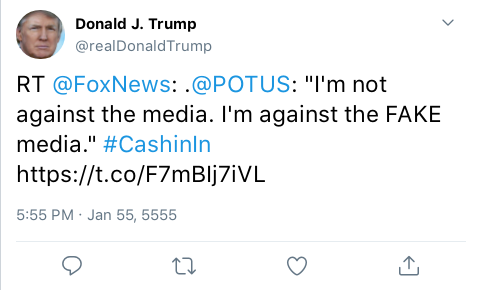 Donald J. Trump
@realDonaldTrump
RT @FoxNews: .@POTUS: "I'm not
against the media. I'm against the FAKE
media." #CashinIn
https://t.co/F7mBIj7iVL
5:55 PM · Jan 55, 5555